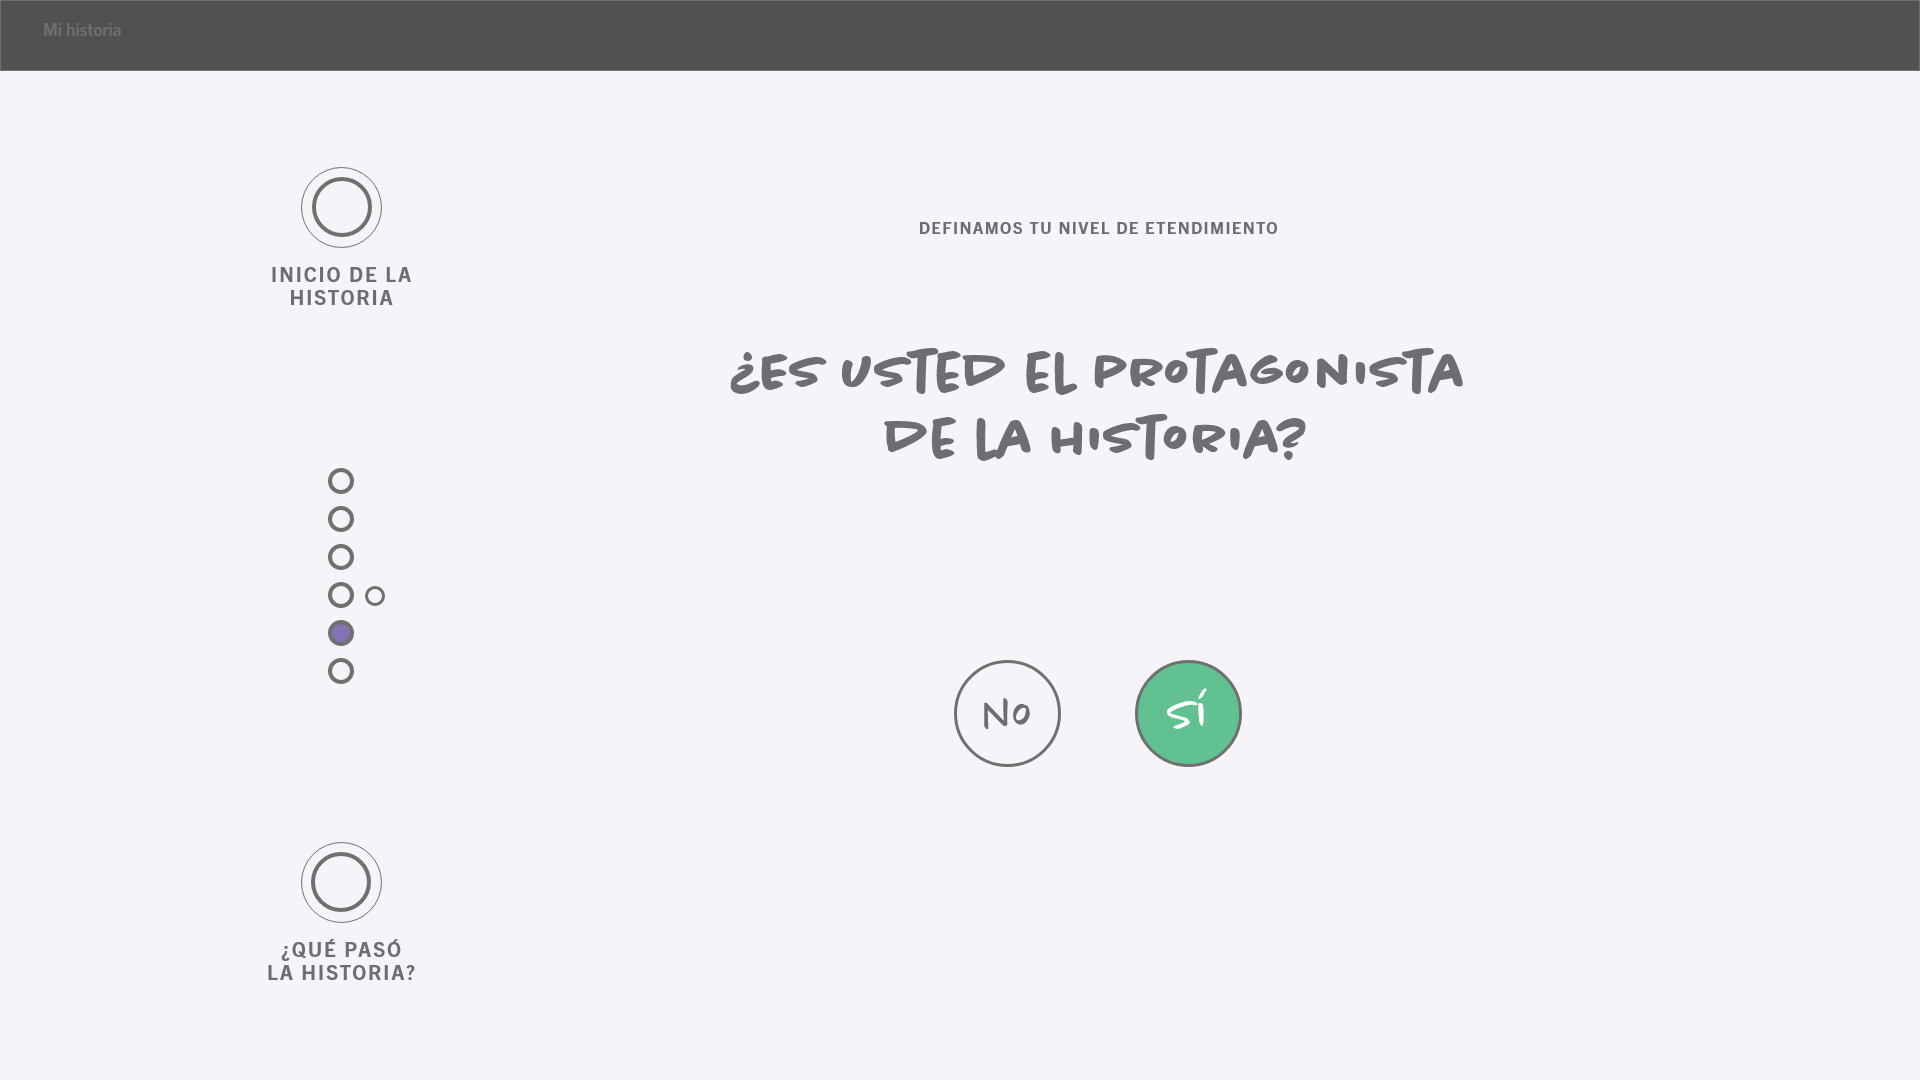 Mi historia
INICIO DE LA
HISTORIA
DEFINAMOS TU NIVEL DE ETENDIMIENTO
¿ES USTED EL PROTAGONISTA
DE LA HISTORIA?
NO
SÍ
¿QUÉ PASÓ
LA HISTORIA?